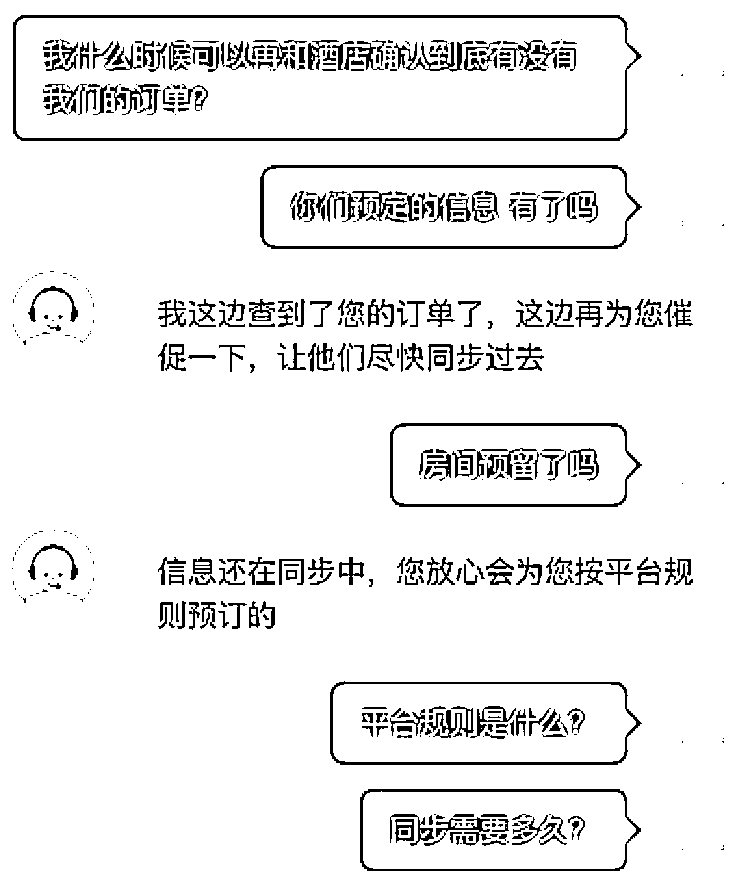 我什么时候可以再和酒店确认到底有没有
我们的订单?
你们预定的信息 有了吗
我这边查到了您的订单了，这边再为您催
促一下，让他们尽快同步过去
房间预留了吗
信息还在同步中，您放心会为您按平台规
则预订的
平台规则是什么?
同步需要多久?